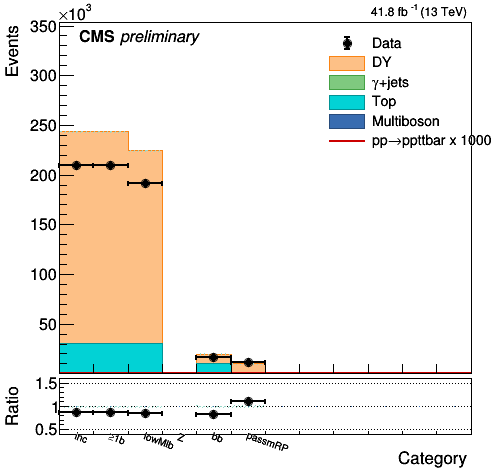 ×10³
41.8 fb⁻¹ (13 TeV)
Events
350
300
250
200
150
100
50
CMS preliminary
Data
DY
γ+jets
Top
Multiboson
pp→ppttbar x 1000
Ratio
1.5
1
0.5
inc
≥1b
lowMlb
Z
bb
passmRP
Category